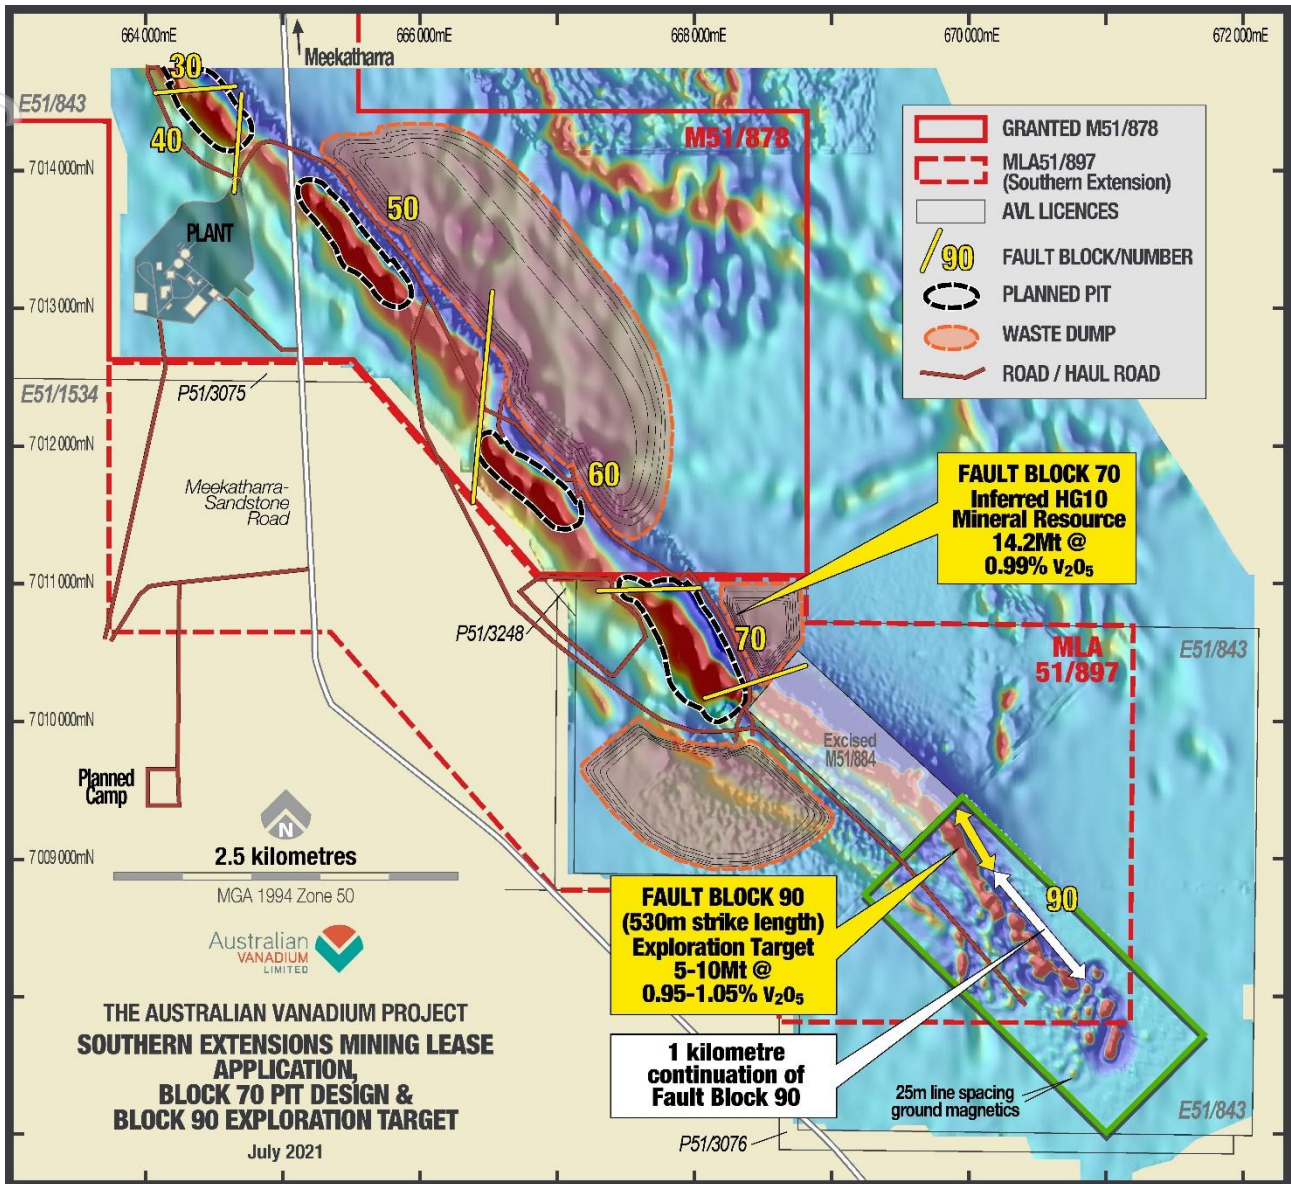 664 000mE
666 000mE
668 000mE
670 000mE
672 000mE
Meekatharra
30
E51/843
M51/878
40
7 014 000mN
50
PLANT
7 013 000mN
P51/3075
E51/1534
7 012 000mN
Meekatharra-
Sandstone
Road
60
7 011 000mN
P51/3248
70
MLA
51/897
E51/843
7 010 000mN
Excised
M51/884
Planned
Camp
N
2.5 kilometres
MGA 1994 Zone 50
7 009 000mN
90
GRANTED M51/878
MLA51/897
(Southern Extension)
AVL LICENCES
90
FAULT BLOCK/NUMBER
PLANNED PIT
WASTE DUMP
ROAD / HAUL ROAD
FAULT BLOCK 70
Inferred HG10
Mineral Resource
14.2Mt @
0.99% V₂O₅
FAULT BLOCK 90
(530m strike length)
Exploration Target
5-10Mt @
0.95-1.05% V₂O₅
1 kilometre
continuation of
Fault Block 90
25m line spacing
ground magnetics
E51/843
P51/3076
Australian
VANADIUM
LIMITED
THE AUSTRALIAN VANADIUM PROJECT
SOUTHERN EXTENSIONS MINING LEASE
APPLICATION,
BLOCK 70 PIT DESIGN &
BLOCK 90 EXPLORATION TARGET
July 2021